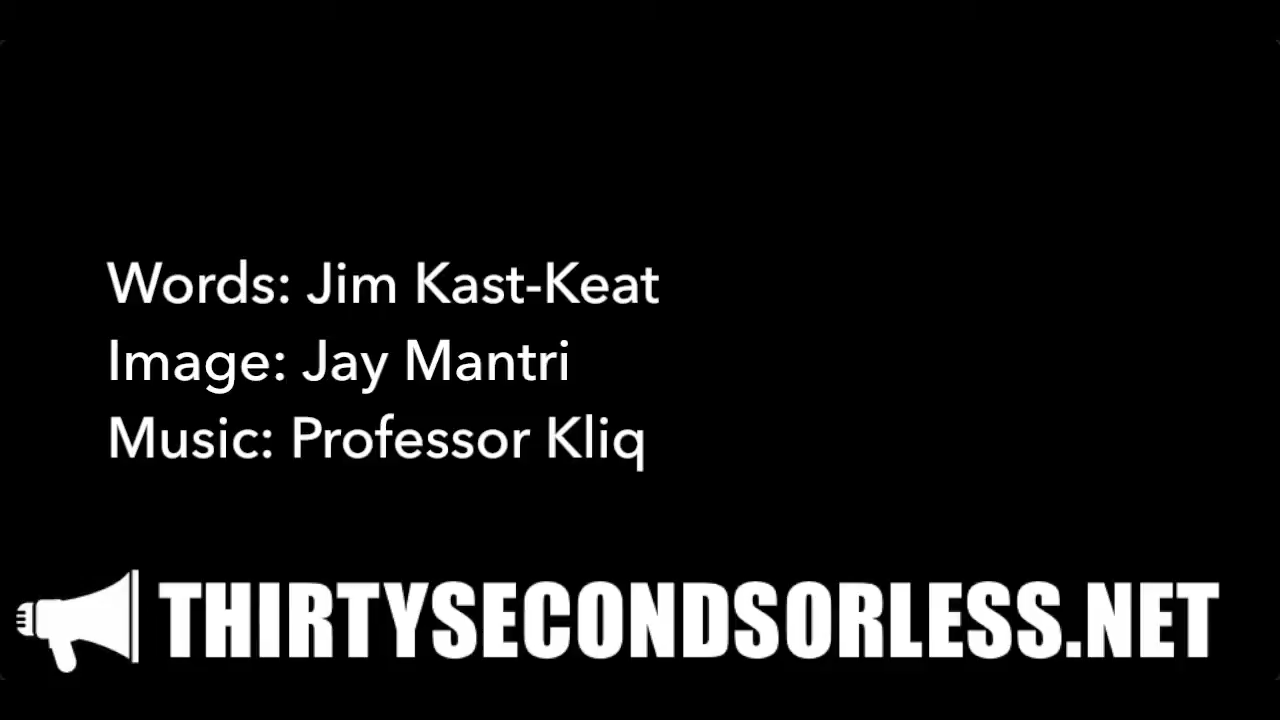 Words: Jim Kast-Keat
Image: Jay Mantri
Music: Professor Kliq
THIRTYSECONDSORLESS.NET